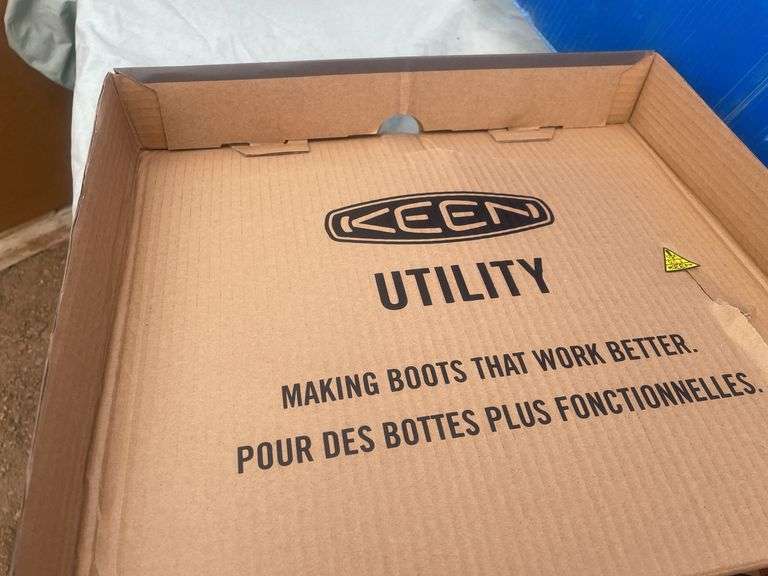 KEEN
UTILITY
MAKING BOOTS THAT WORK BETTER.
POUR DES BOTTES PLUS FONCTIONNELLES.